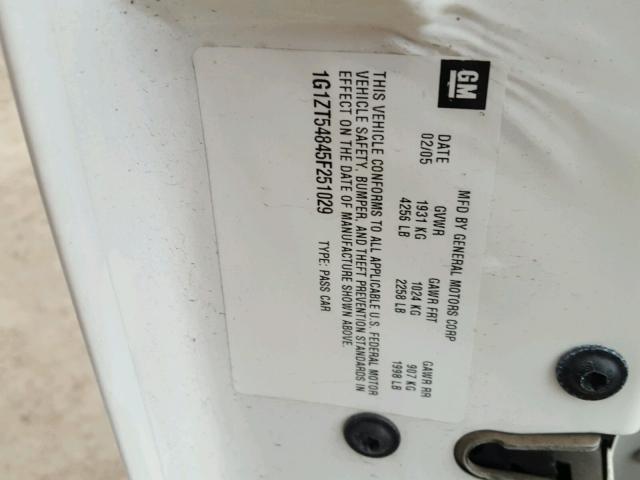 GM
MFD BY GENERAL MOTORS CORP
DATE GVWR GAWR FRT GAWR RR
02/05 1931 KG 1024 KG 907 KG
4256 LB 2258 LB 1998 LB
THIS VEHICLE CONFORMS TO ALL APPLICABLE U.S. FEDERAL MOTOR
VEHICLE SAFETY, BUMPER, AND THEFT PREVENTION STANDARDS IN
EFFECT ON THE DATE OF MANUFACTURE SHOWN ABOVE.
1G1ZT54845F251029 TYPE: PASS CAR